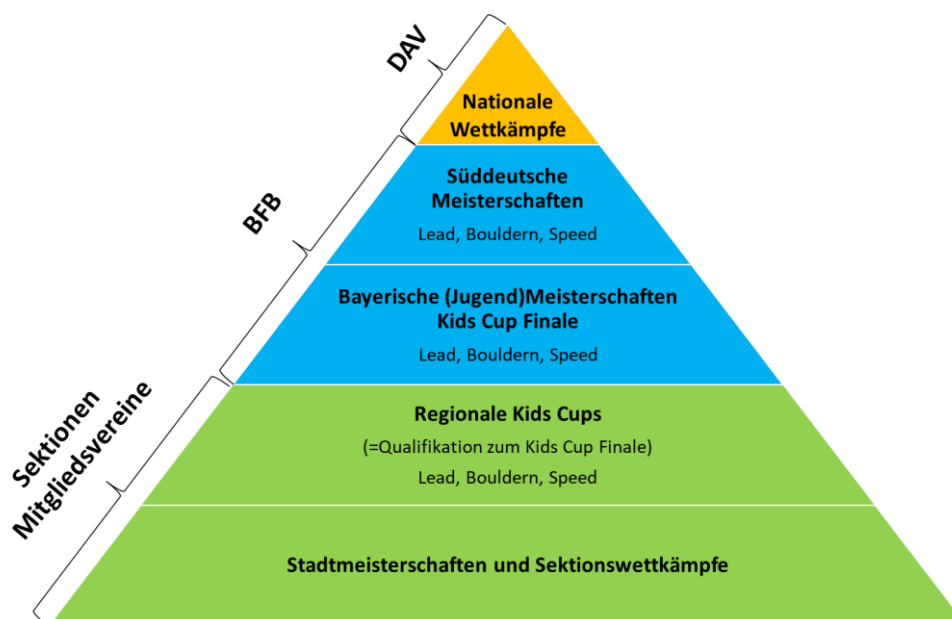 DAV
Nationale
Wettkämpfe
BFB
Süddeutsche
Meisterschaften
Lead, Bouldern, Speed
Bayerische (Jugend)Meisterschaften
Kids Cup Finale
Lead, Bouldern, Speed
Sektionen
Mitgliedsvereine
Regionale Kids Cups
(=Qualifikation zum Kids Cup Finale)
Lead, Bouldern, Speed
Stadtmeisterschaften und Sektionswettkämpfe